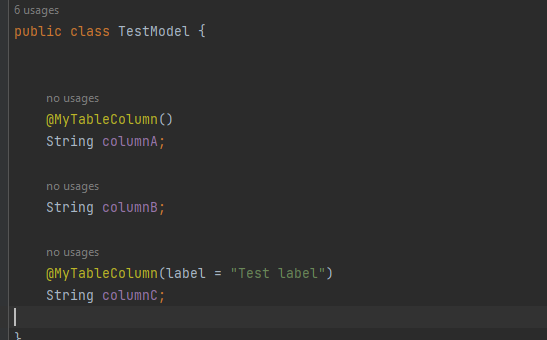 6 usages
public class TestModel {
no usages
@MyTableColumn()
String columnA;
no usages
String columnB;
no usages
@MyTableColumn(label = "Test label")
String columnC;
}